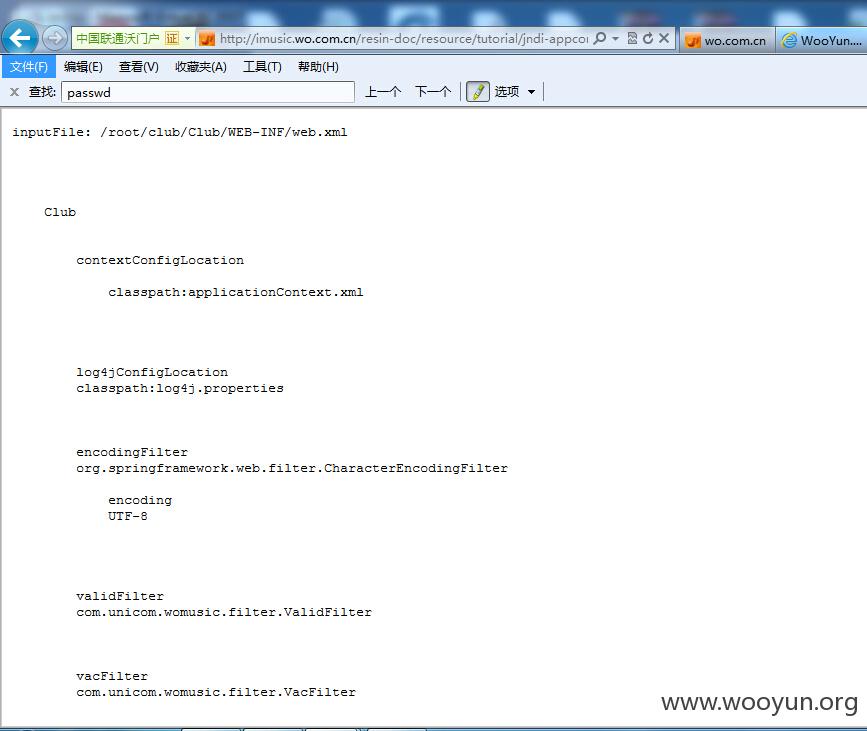 中国联通沃门户 证 http://imusic.wo.com.cn/resin-doc/resource/tutorial/jndi-appco wo.com.cn WooYun....
文件(F) 编辑(E) 查看(V) 收藏夹(A) 工具(T) 帮助(H)
x 查找: passwd 上一个 下一个 选项
inputFile: /root/club/Club/WEB-INF/web.xml
Club
contextConfigLocation
classpath:applicationContext.xml
log4jConfigLocation
classpath:log4j.properties
encodingFilter
org.springframework.web.filter.CharacterEncodingFilter
encoding
UTF-8
validFilter
com.unicom.womusic.filter.ValidFilter
vacFilter
com.unicom.womusic.filter.VacFilter
www.wooyun.org